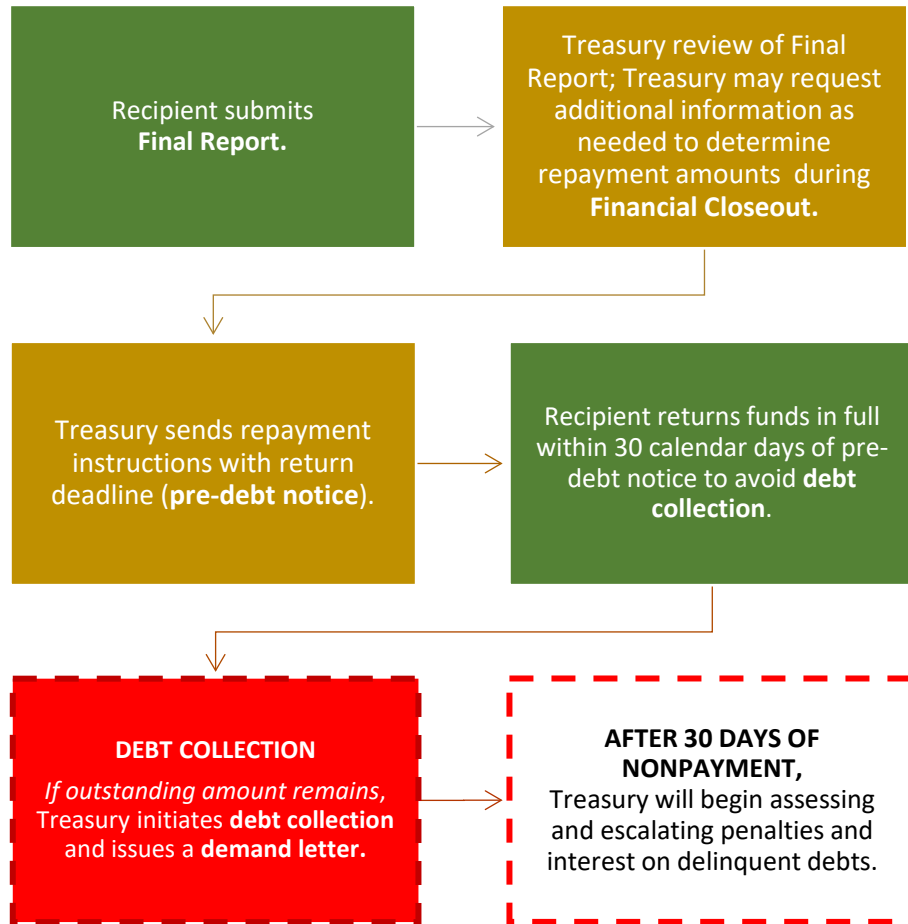 Recipient submits
Final Report.
Treasury review of Final
Report; Treasury may request
additional information as
needed to determine
repayment amounts during
Financial Closeout.
Treasury sends repayment
instructions with return
deadline (pre-debt notice).
Recipient returns funds in full
within 30 calendar days of pre-
debt notice to avoid debt
collection.
DEBT COLLECTION
If outstanding amount remains,
Treasury initiates debt collection
and issues a demand letter.
AFTER 30 DAYS OF
NONPAYMENT,
Treasury will begin assessing
and escalating penalties and
interest on delinquent debts.